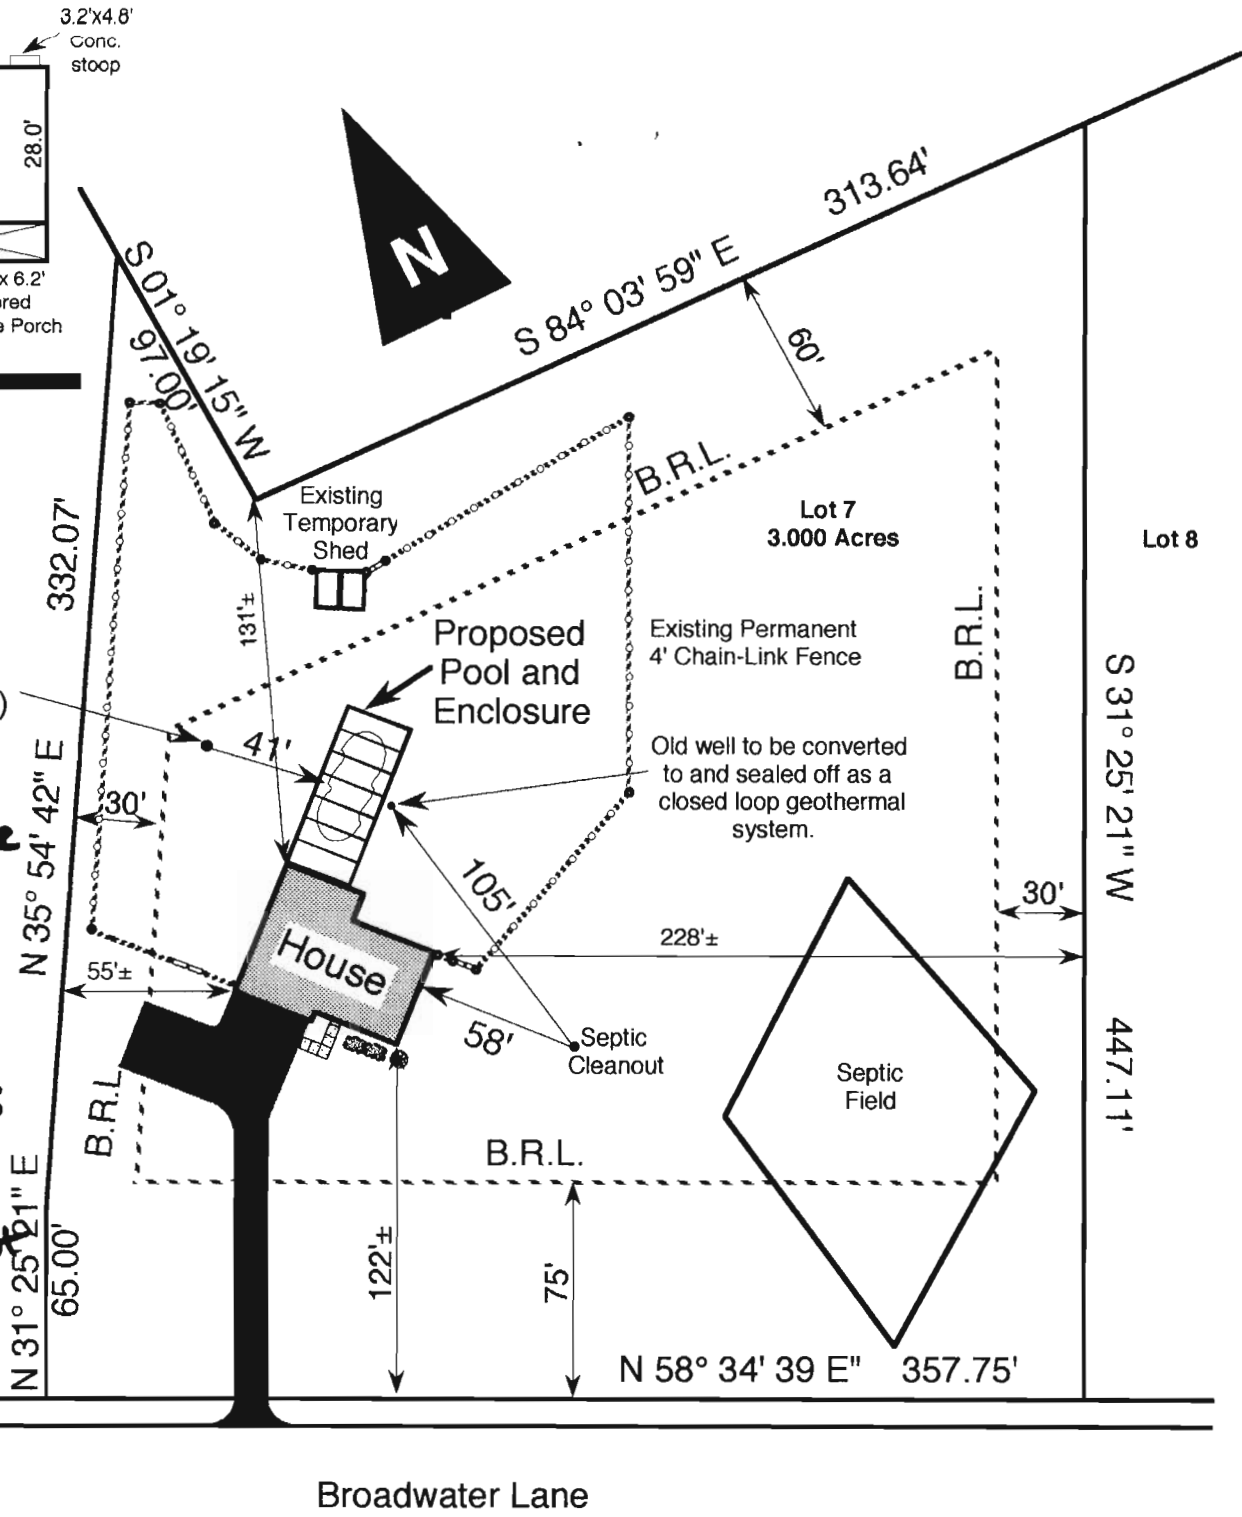 3.2'x4.8'
Conc.
stoop
28.0'
x 6.2'
Porch
N
S 01° 19' 15" W
97.00'
S 84° 03' 59" E
313.64'
60'
B.R.L.
Existing
Temporary
Shed
Lot 7
3.000 Acres
Lot 8
332.07'
N 35° 54' 42" E
131'±
Proposed
Pool and
Enclosure
Existing Permanent
4' Chain-Link Fence
B.R.L.
S 31° 25' 21" W
447.11'
)
41'
30'
Old well to be converted
to and sealed off as a
closed loop geothermal
system.
105'
30'
228'±
House
55'±
58'
Septic
Cleanout
Septic
Field
B.R.L.
B.R.L.
N 31° 25' 21" E
65.00'
122'±
75'
N 58° 34' 39 E" 357.75'
Broadwater Lane